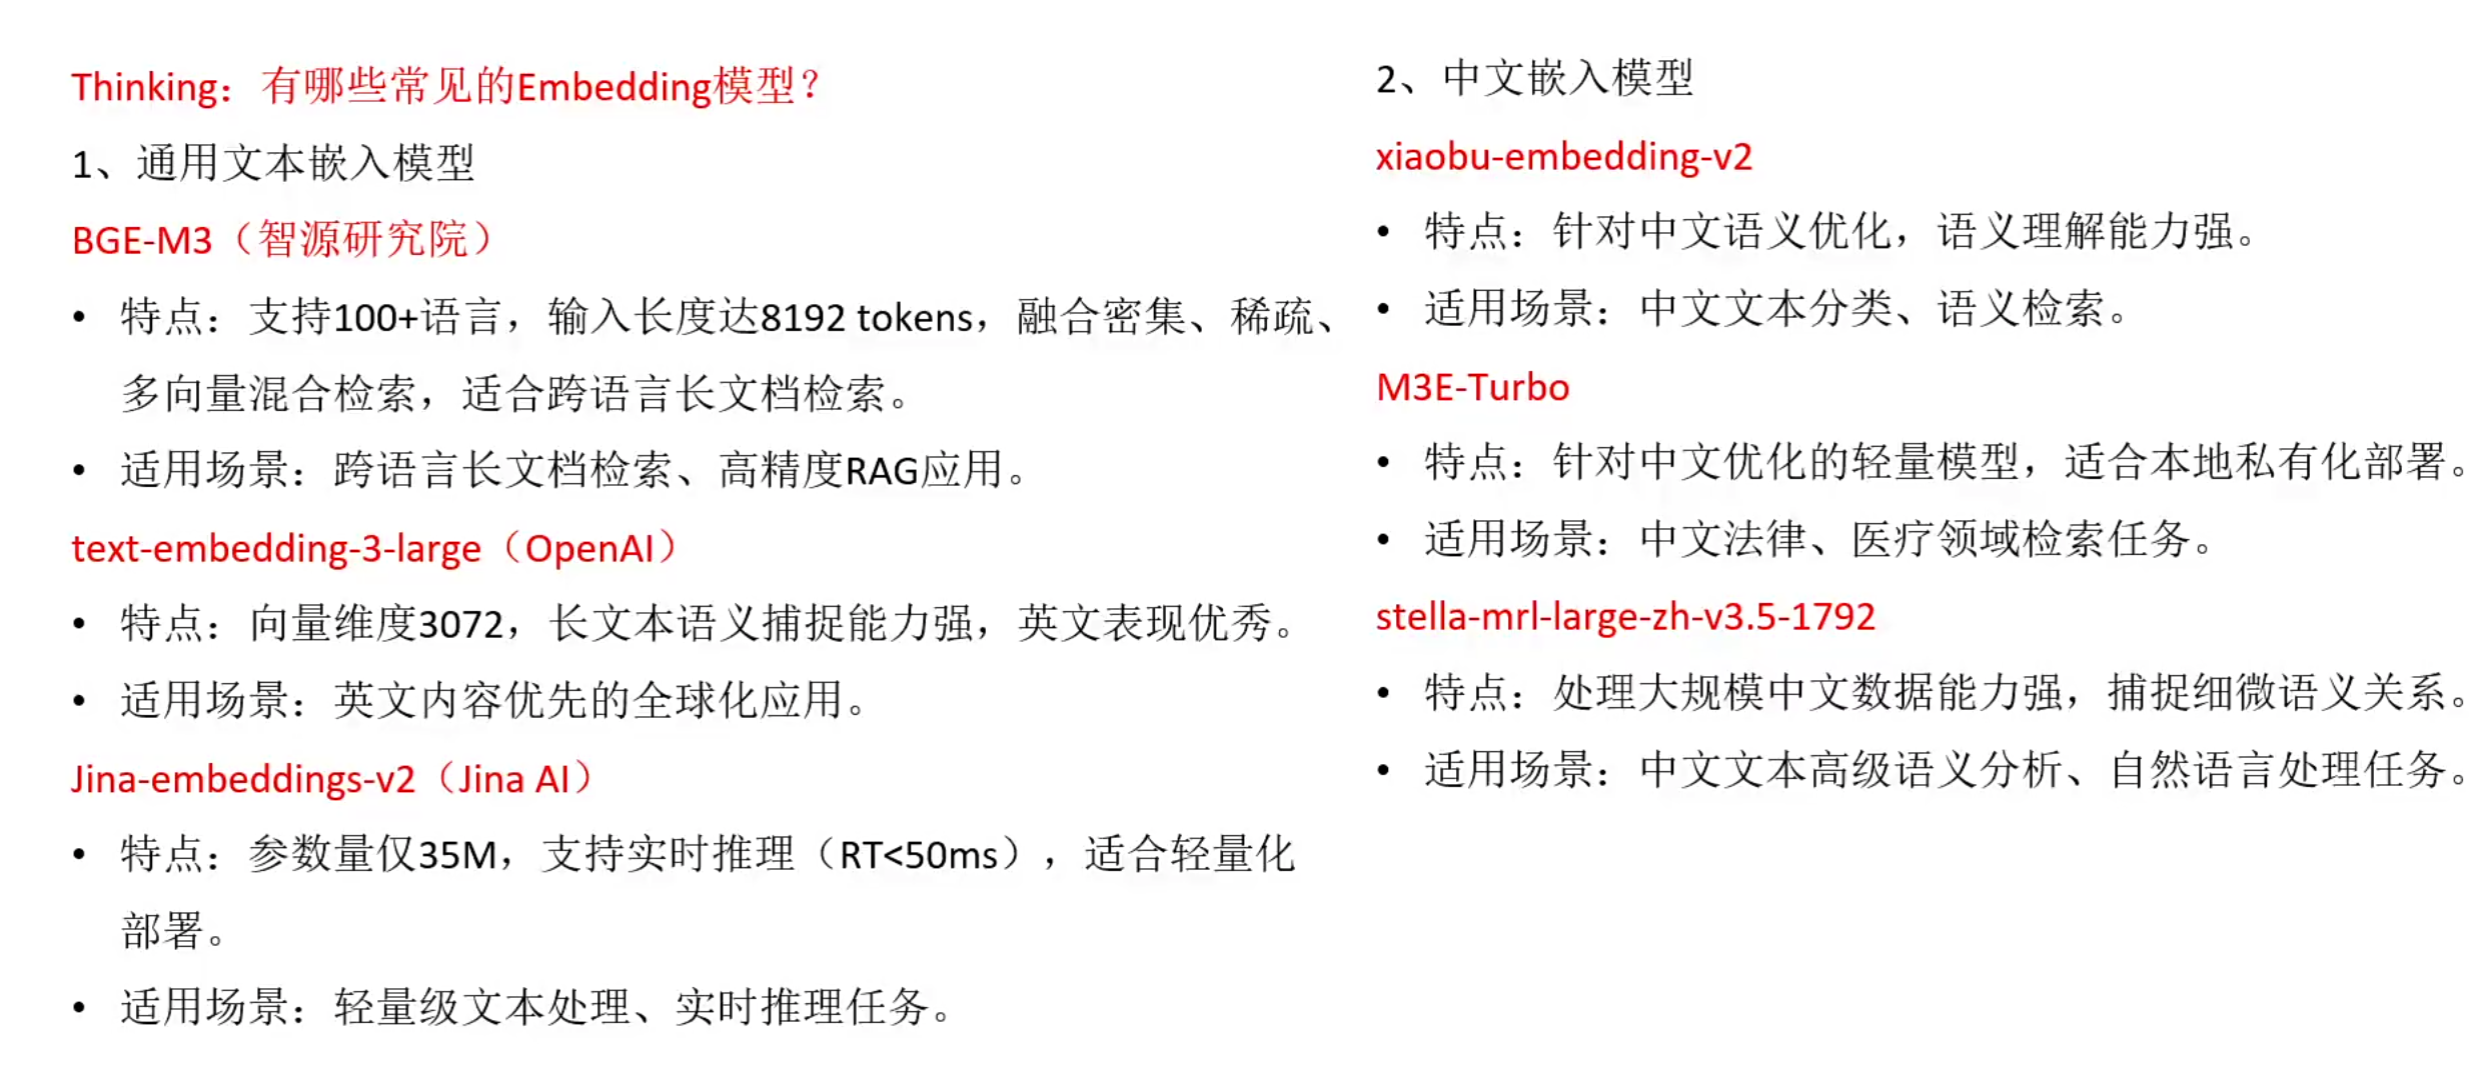 Thinking：有哪些常见的Embedding模型？
1、通用文本嵌入模型
BGE-M3（智源研究院）
• 特点：支持100+语言，输入长度达8192 tokens，融合密集、稀疏、
多向量混合检索，适合跨语言长文档检索。
• 适用场景：跨语言长文档检索、高精度RAG应用。
text-embedding-3-large（OpenAI）
• 特点：向量维度3072，长文本语义捕捉能力强，英文表现优秀。
• 适用场景：英文内容优先的全球化应用。
Jina-embeddings-v2（Jina AI）
• 特点：参数量仅35M，支持实时推理（RT<50ms），适合轻量化
部署。
• 适用场景：轻量级文本处理、实时推理任务。
2、中文嵌入模型
xiaobu-embedding-v2
• 特点：针对中文语义优化，语义理解能力强。
• 适用场景：中文文本分类、语义检索。
M3E-Turbo
• 特点：针对中文优化的轻量模型，适合本地私有化部署。
• 适用场景：中文法律、医疗领域检索任务。
stella-mrl-large-zh-v3.5-1792
• 特点：处理大规模中文数据能力强，捕捉细微语义关系。
• 适用场景：中文文本高级语义分析、自然语言处理任务。